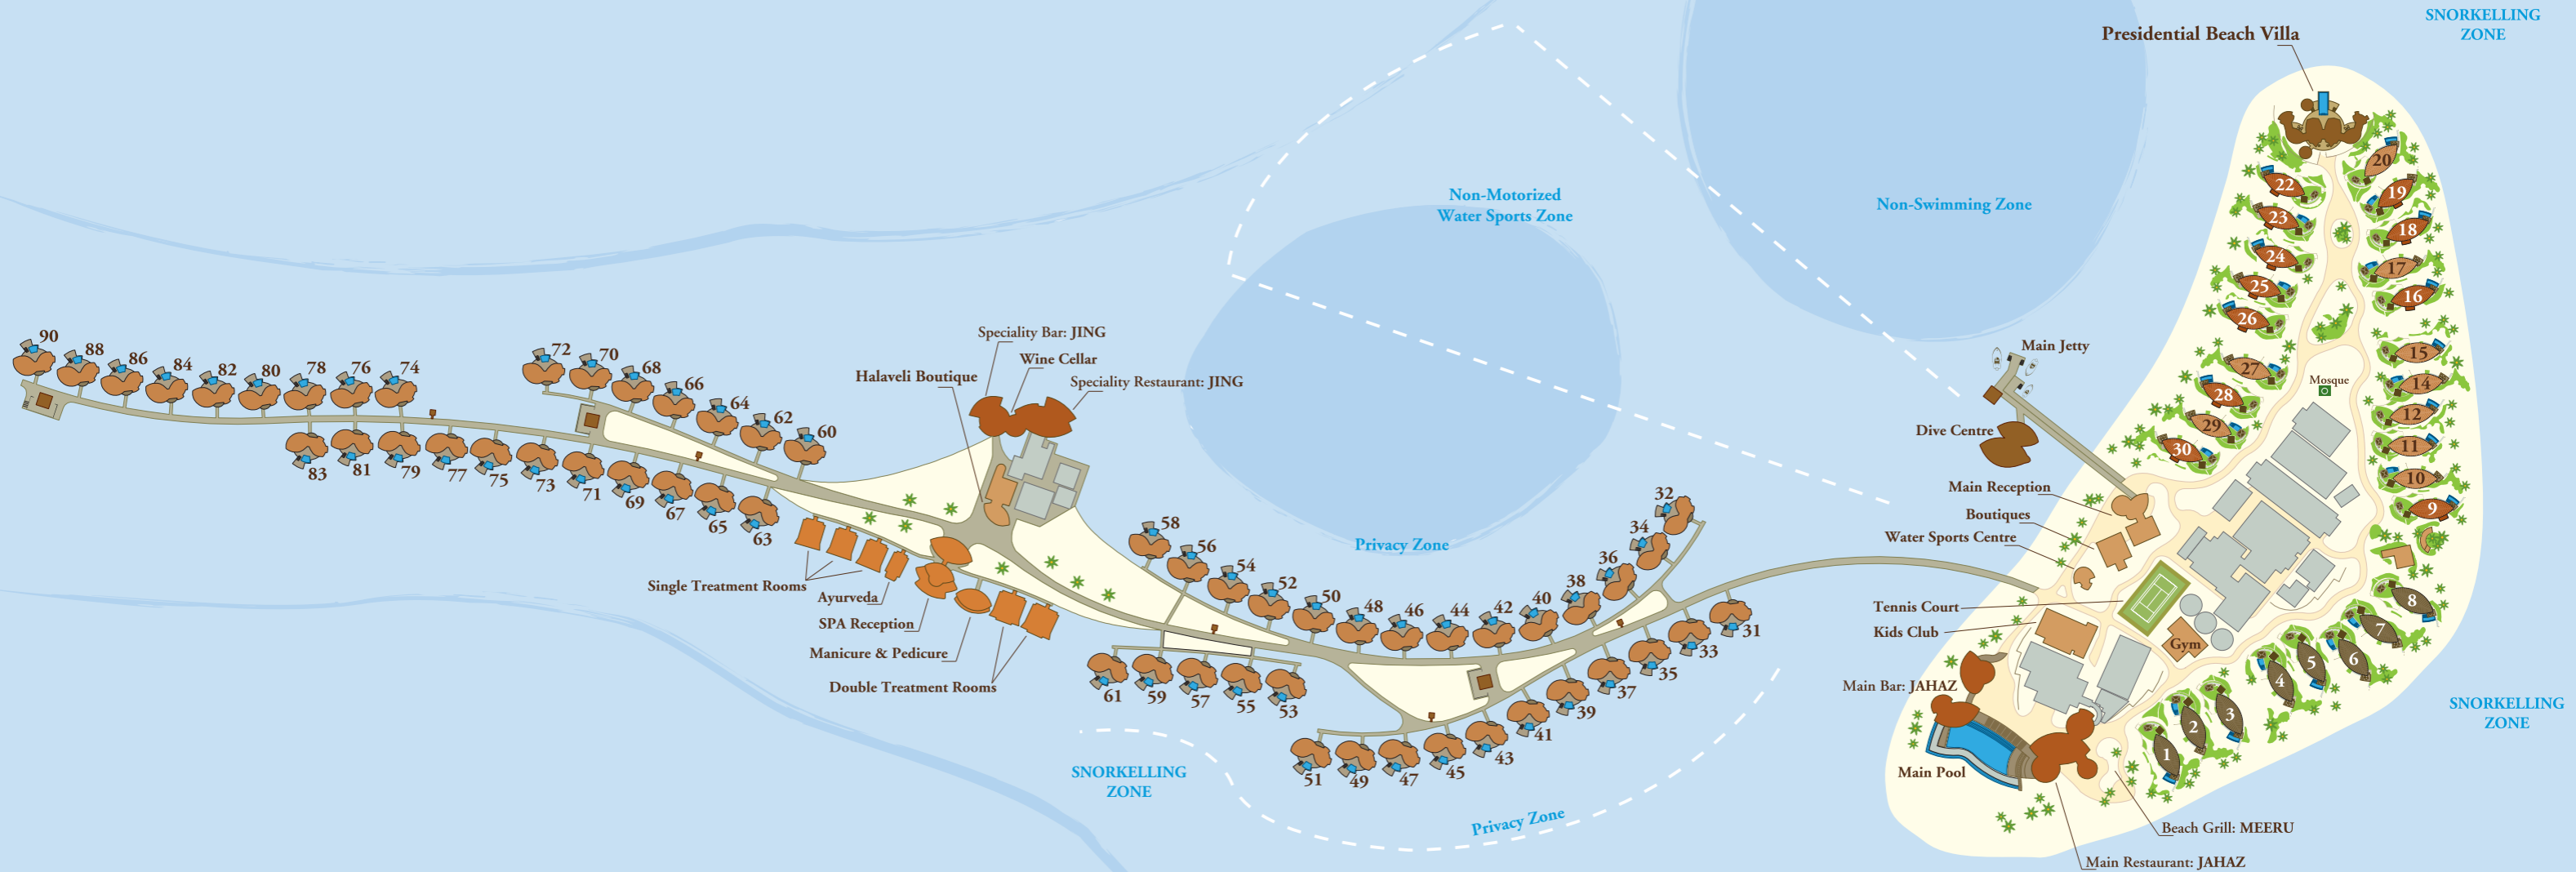 SNORKELLING
ZONE
Presidential Beach Villa
Non-Motorized
Water Sports Zone
Non-Swimming Zone
20
22
19
23
18
24
17
25
16
26
15
27
14
28
12
29
11
30
10
9
Mosque
Main Jetty
Dive Centre
Main Reception
Boutiques
Water Sports Centre
Tennis Court
Kids Club
Gym
Main Bar: JAHAZ
Main Pool
8
7
6
5
4
3
2
1
Beach Grill: MEERU
Main Restaurant: JAHAZ
SNORKELLING
ZONE
90
88
86
84
82
80
78
76
74
72
70
68
66
64
62
60
83
81
79
77
75
73
71
69
67
65
63
Speciality Bar: JING
Wine Cellar
Halaveli Boutique
Speciality Restaurant: JING
Single Treatment Rooms
Ayurveda
SPA Reception
Manicure & Pedicure
Double Treatment Rooms
58
56
54
52
50
48
46
44
42
40
38
36
34
32
Privacy Zone
31
33
35
37
39
41
43
45
47
49
51
61
59
57
55
53
SNORKELLING
ZONE
Privacy Zone